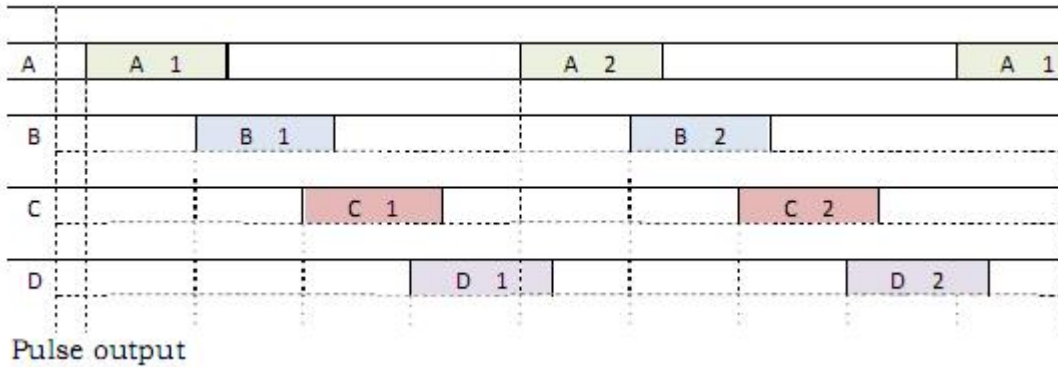 A A 1 A 2 A 1
B B 1 B 2
C C 1 C 2
D D 1 D 2
Pulse output